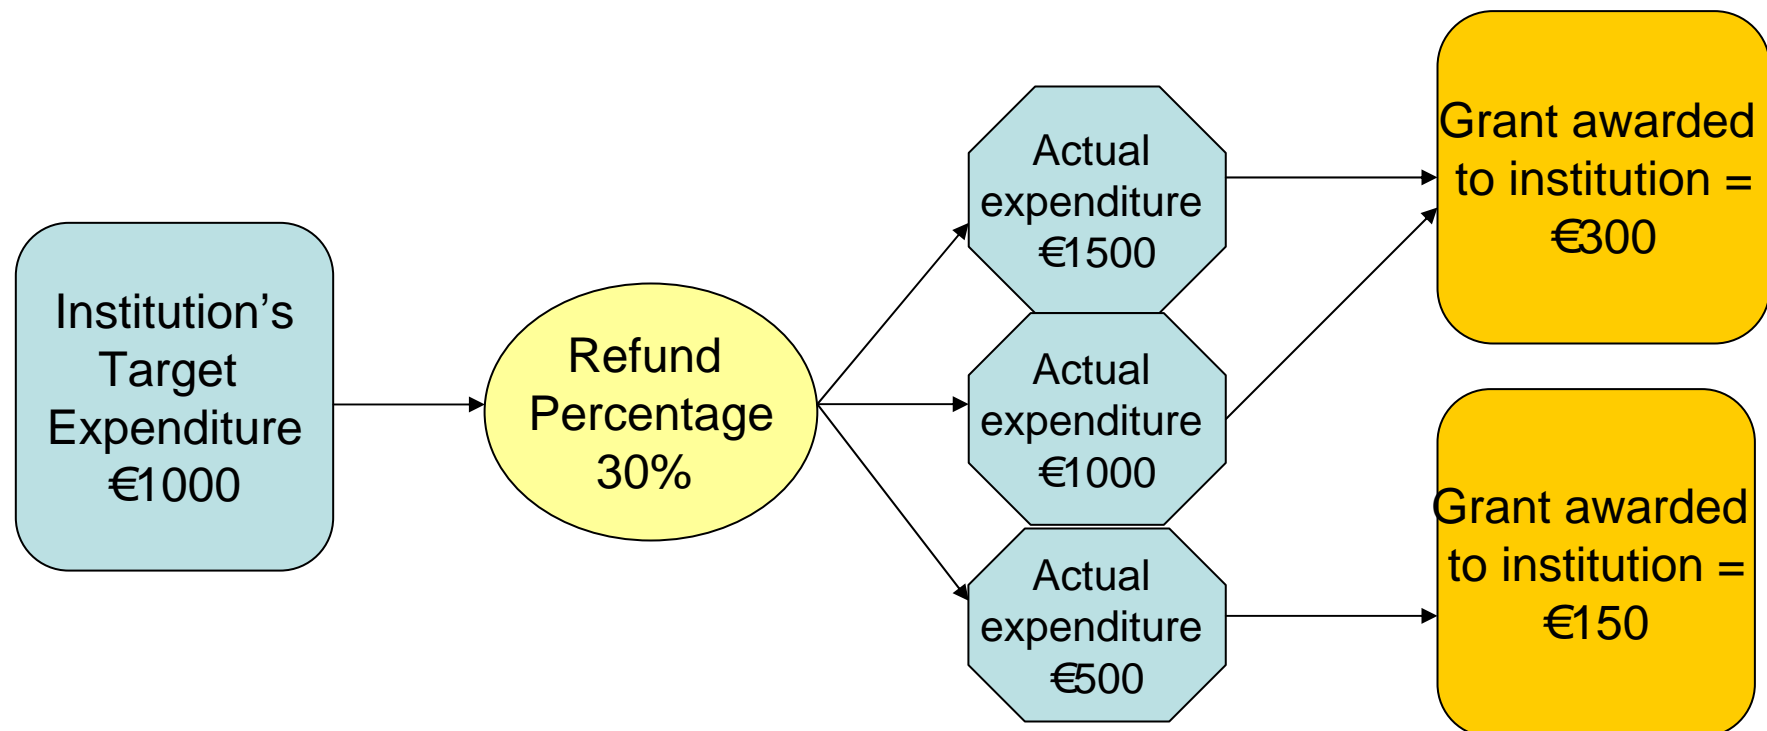 Institution’s
Target
Expenditure
€1000
Refund
Percentage
30%
Actual
expenditure
€1500
Actual
expenditure
€1000
Actual
expenditure
€500
Grant awarded
to institution =
€300
Grant awarded
to institution =
€150